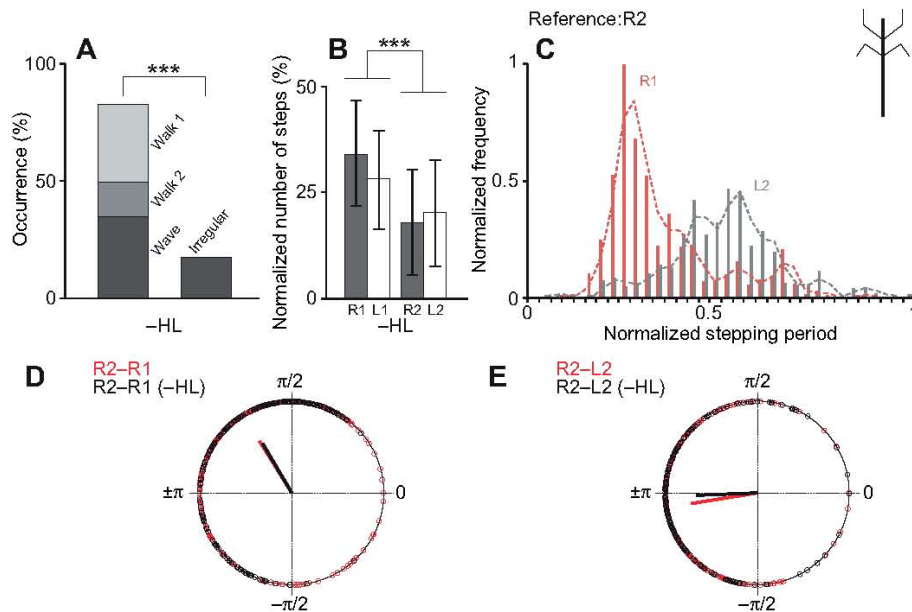 Reference:R2
A
B
C
100
50
0
Occurrence (%)
***
Walk 1
Walk 2
Wave
Irregular
–HL
50
25
0
Normalized number of steps (%)
***
R1 L1 R2 L2
–HL
1
0.5
0
Normalized frequency
R1
L2
0.5
1
Normalized stepping period
D
R2–R1
R2–R1 (–HL)
π/2
±π
0
–π/2
E
R2–L2
R2–L2 (–HL)
π/2
±π
0
–π/2